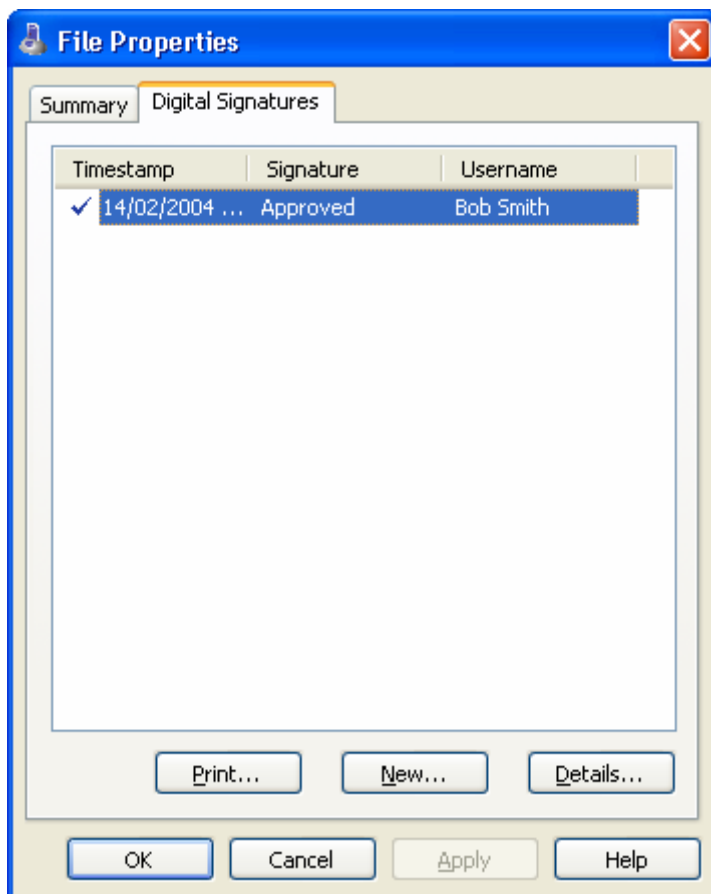 File Properties
Summary Digital Signatures
Timestamp Signature Username
14/02/2004 ... Approved Bob Smith
Print... New... Details...
OK Cancel Apply Help